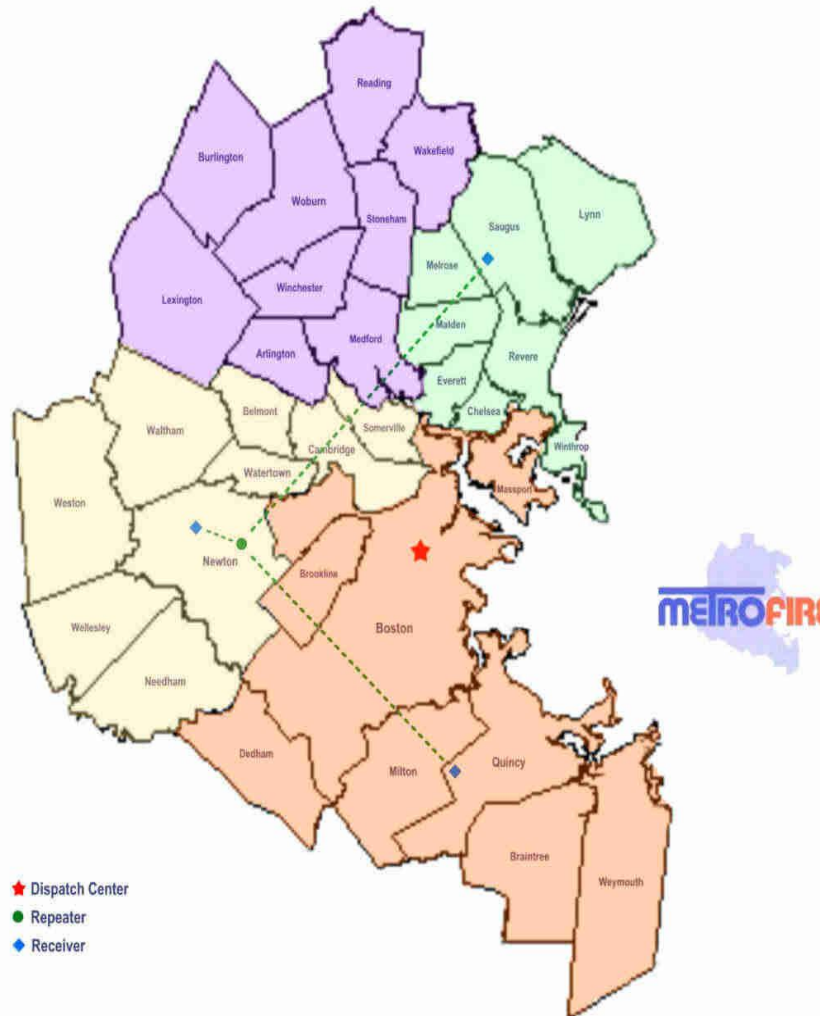 Reading
Burlington
Wakefield
Woburn
Lynn
Stoneham
Saugus
Melrose
Winchester
Lexington
Malden
Medford
Arlington
Revere
Everett
Belmont
Chelsea
Waltham
Somerville
Cambridge
Winthrop
Watertown
Massport
Weston
Newton
Brookline
METROFIRE
Wellesley
Boston
Needham
Dedham
Quincy
Milton
Braintree
Weymouth
Dispatch Center
Repeater
Receiver